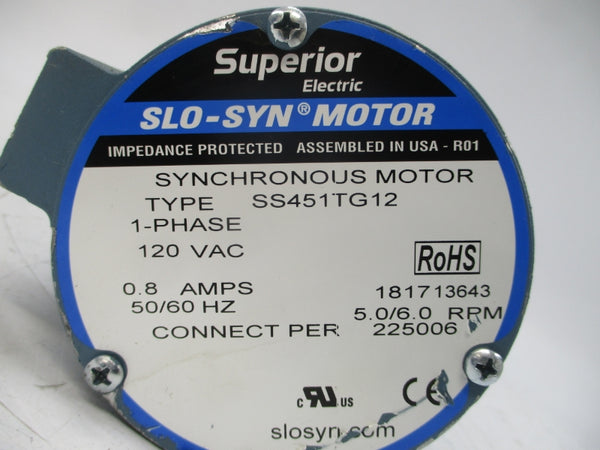 Superior
Electric
SLO-SYN® MOTOR
IMPEDANCE PROTECTED ASSEMBLED IN USA - R01
SYNCHRONOUS MOTOR
TYPE SS451TG12
1-PHASE
120 VAC
RoHS
0.8 AMPS 181713643
50/60 HZ 5.0/6.0 RPM
CONNECT PER 225006
c RU US CE
slosyn.com